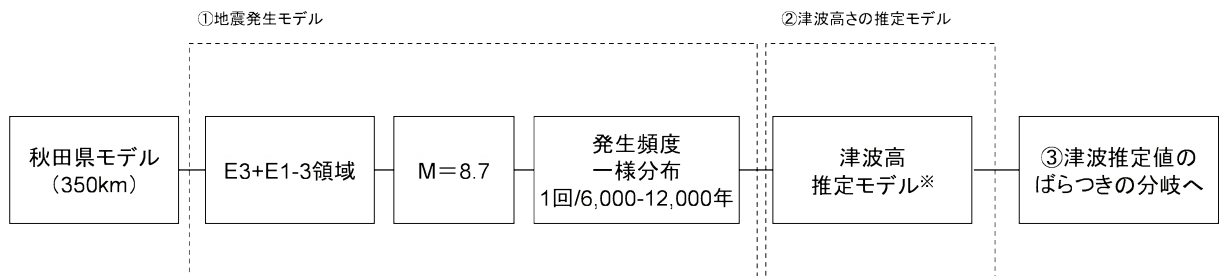 ①地震発生モデル
②津波高さの推定モデル
秋田県モデル
(350km)
E3+E1-3領域
M=8.7
発生頻度
一様分布
1回/6,000-12,000年
津波高
推定モデル※
③津波推定値の
ばらつきの分岐へ